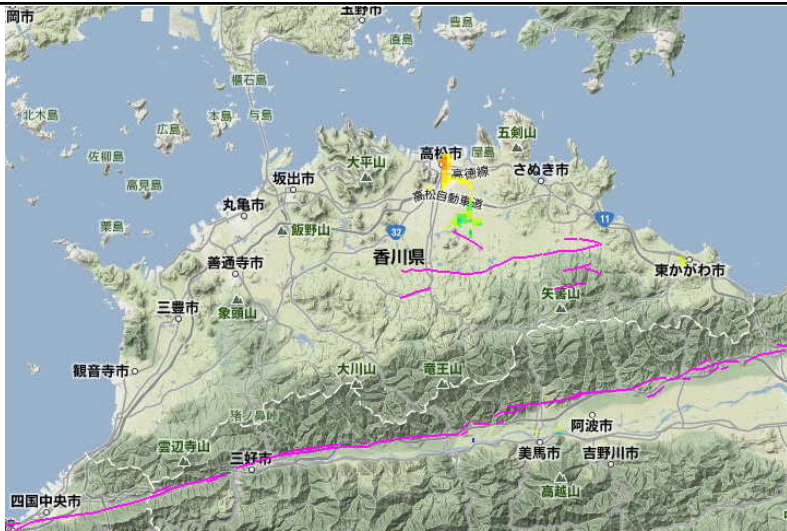 岡市
玉野市
豊島
直島
櫃石島
北木島
本島
与島
広島
五剣山
佐柳島
大平山
高松市
屋島
高見島
坂出市
高徳線
さぬき市
丸亀市
高松自動車道
粟島
飯野山
32
11
香川県
善通寺市
東かがわ市
三豊市
象頭山
矢筈山
観音寺市
大川山
竜王山
猪ノ鼻峠
阿波市
雲辺寺山
三好市
美馬市
吉野川市
四国中央市
高越山